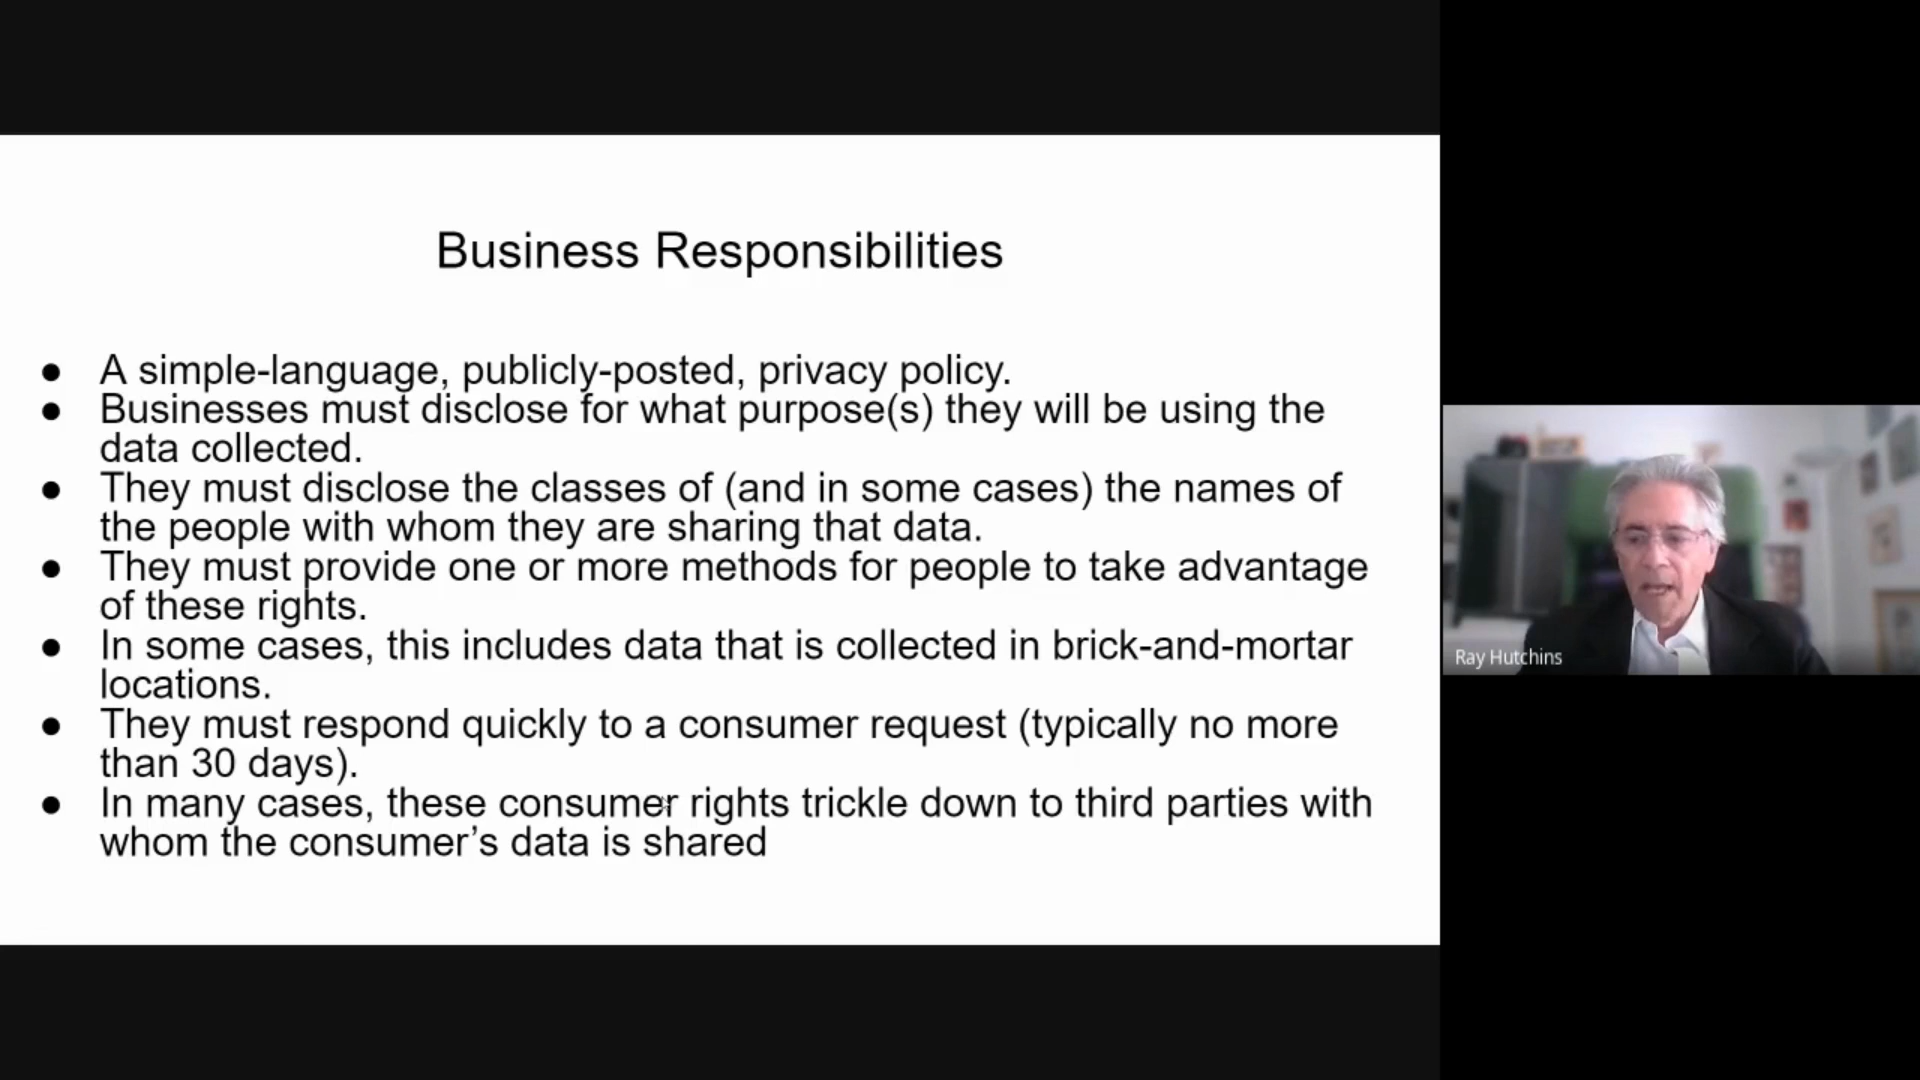 Business Responsibilities
● A simple-language, publicly-posted, privacy policy.
● Businesses must disclose for what purpose(s) they will be using the
data collected.
● They must disclose the classes of (and in some cases) the names of
the people with whom they are sharing that data.
● They must provide one or more methods for people to take advantage
of these rights.
● In some cases, this includes data that is collected in brick-and-mortar
locations.
● They must respond quickly to a consumer request (typically no more
than 30 days).
● In many cases, these consumer rights trickle down to third parties with
whom the consumer’s data is shared
Ray Hutchins